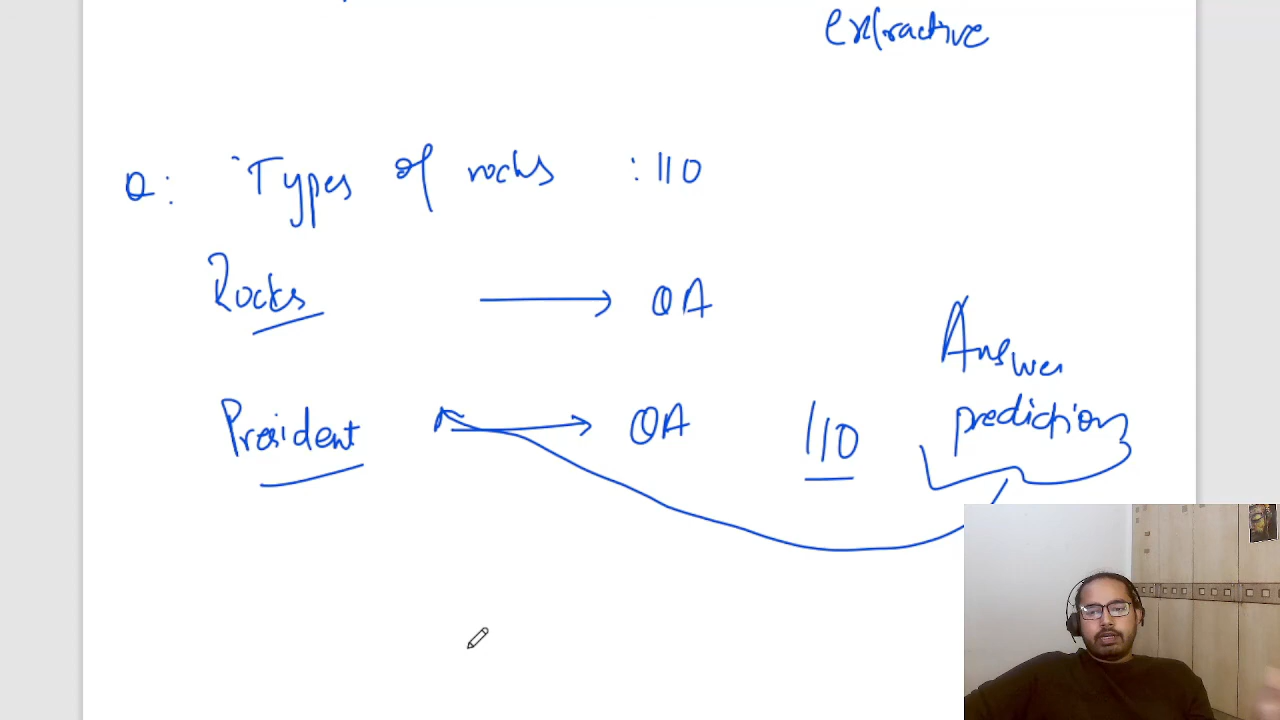 extractive
Q: Types of rocks : 110
Rocks → QA
President → QA 110
Answer
prediction